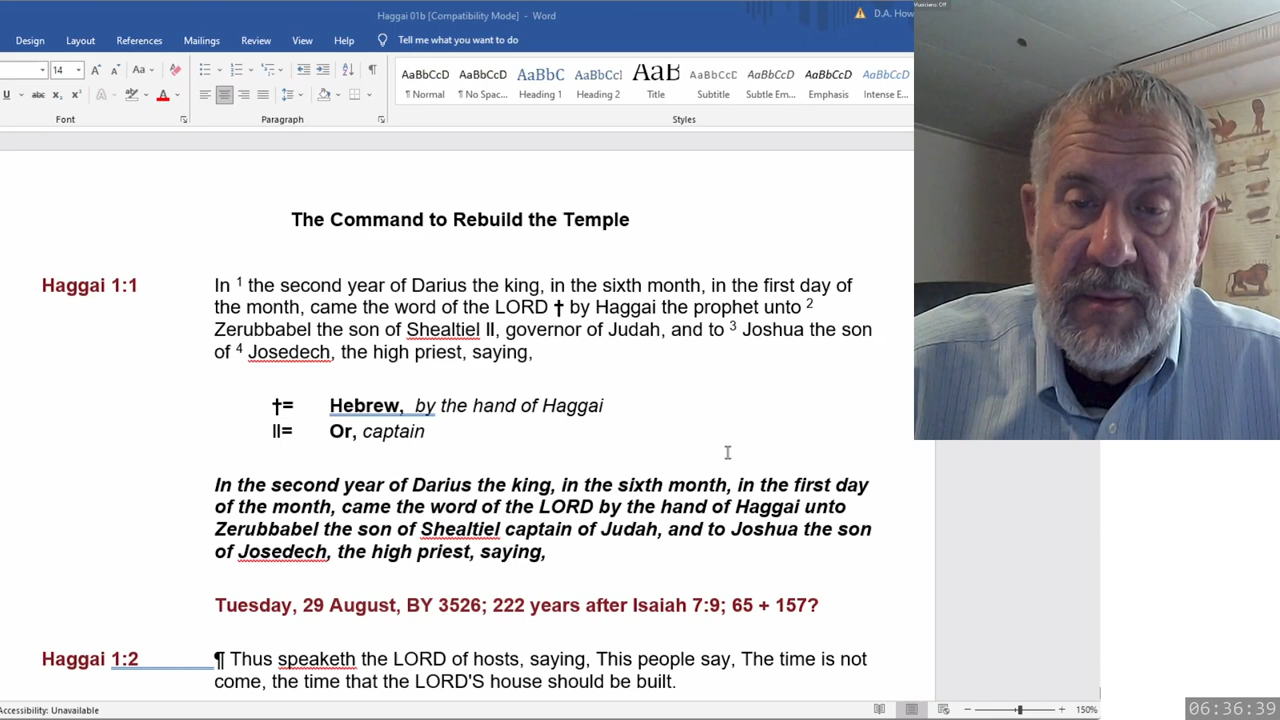 Musicians: Off
Haggai 01b [Compatibility Mode] - Word
D.A. How
Design Layout References Mailings Review View Help Tell me what you want to do
14 Aa
U abc x₂ x² A A
AaBbCcD AaBbCcD AaBbC AaBbCcI AaB AaBbCcD AaBbCcD AaBbCcD AaBbCcD
¶ Normal ¶ No Spac... Heading 1 Heading 2 Title Subtitle Subtle Em... Emphasis Intense E...
Font Paragraph Styles
The Command to Rebuild the Temple
Haggai 1:1 In ¹ the second year of Darius the king, in the sixth month, in the first day of
the month, came the word of the LORD † by Haggai the prophet unto ²
Zerubbabel the son of Shealtiel ll, governor of Judah, and to ³ Joshua the son
of ⁴ Josedech, the high priest, saying,
†= Hebrew, by the hand of Haggai
ll= Or, captain
In the second year of Darius the king, in the sixth month, in the first day
of the month, came the word of the LORD by the hand of Haggai unto
Zerubbabel the son of Shealtiel captain of Judah, and to Joshua the son
of Josedech, the high priest, saying,
Tuesday, 29 August, BY 3526; 222 years after Isaiah 7:9; 65 + 157?
Haggai 1:2 ¶ Thus speaketh the LORD of hosts, saying, This people say, The time is not
come, the time that the LORD'S house should be built.
Accessibility: Unavailable
150%
06:36:39